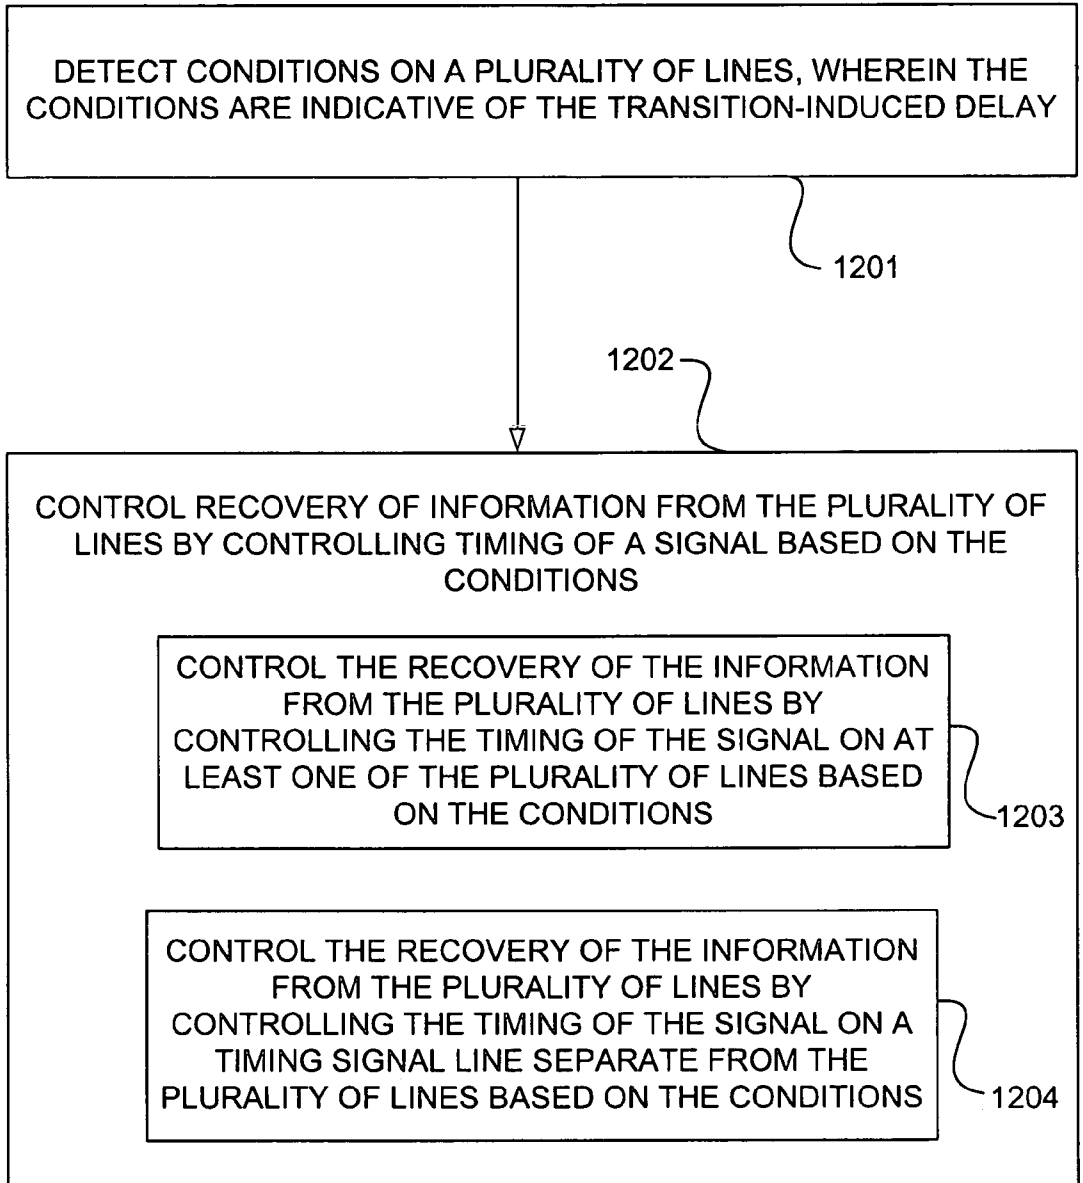 DETECT CONDITIONS ON A PLURALITY OF LINES, WHEREIN THE
CONDITIONS ARE INDICATIVE OF THE TRANSITION-INDUCED DELAY
1201
1202
CONTROL RECOVERY OF INFORMATION FROM THE PLURALITY OF
LINES BY CONTROLLING TIMING OF A SIGNAL BASED ON THE
CONDITIONS
CONTROL THE RECOVERY OF THE INFORMATION
FROM THE PLURALITY OF LINES BY
CONTROLLING THE TIMING OF THE SIGNAL ON AT
LEAST ONE OF THE PLURALITY OF LINES BASED
ON THE CONDITIONS
1203
CONTROL THE RECOVERY OF THE INFORMATION
FROM THE PLURALITY OF LINES BY
CONTROLLING THE TIMING OF THE SIGNAL ON A
TIMING SIGNAL LINE SEPARATE FROM THE
PLURALITY OF LINES BASED ON THE CONDITIONS
1204